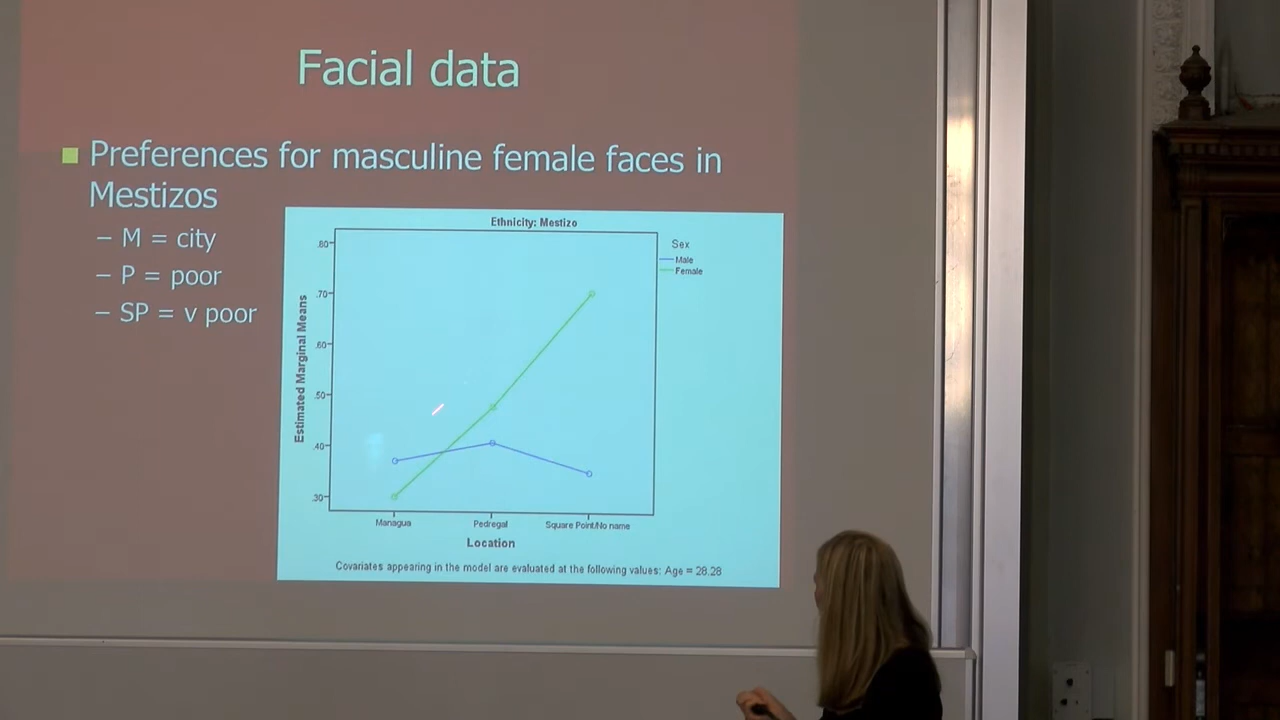 Facial data
Preferences for masculine female faces in
Mestizos
– M = city
– P = poor
– SP = v poor
Ethnicity: Mestizo
Sex
Male
Female
Estimated Marginal Means
.80
.70
.60
.50
.40
.30
Managua
Pedregal
Square Point/No name
Location
Covariates appearing in the model are evaluated at the following values: Age = 28.28